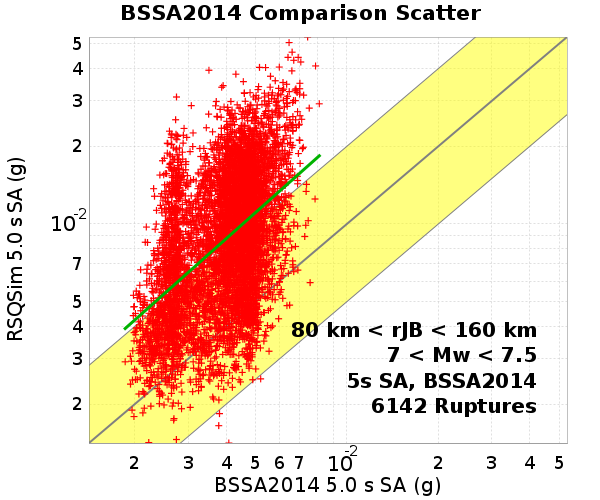 BSSA2014 Comparison Scatter
RSQSim 5.0 s SA (g)
5
4
3
2
10-2
7
5
4
3
2
80 km < rJB < 160 km
7 < Mw < 7.5
5s SA, BSSA2014
6142 Ruptures
2 3 4 5 6 7 10-2 2 3 4 5
BSSA2014 5.0 s SA (g)